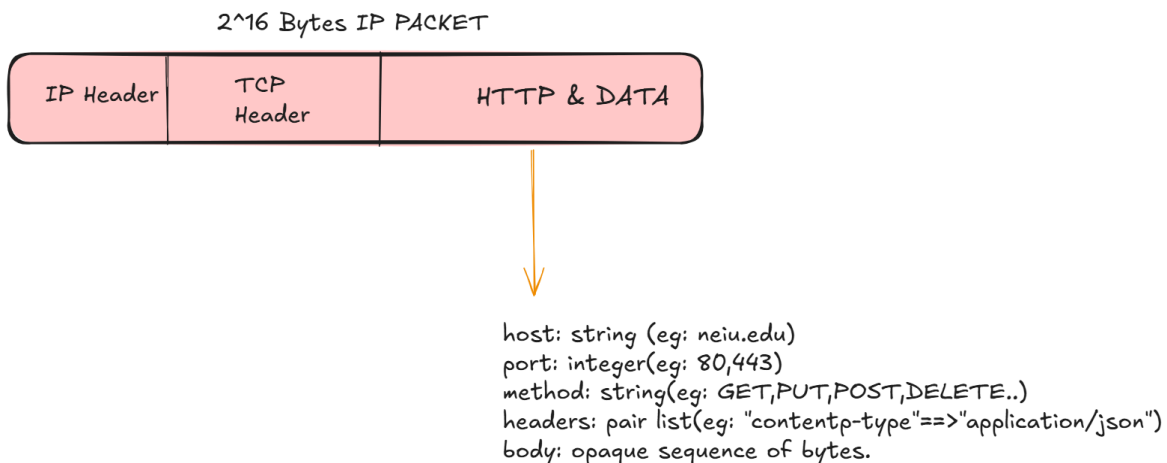 2^16 Bytes IP PACKET
IP Header
TCP
Header
HTTP & DATA
host: string (eg: neiu.edu)
port: integer(eg: 80,443)
method: string(eg: GET,PUT,POST,DELETE..)
headers: pair list(eg: "contentp-type"==>"application/json")
body: opaque sequence of bytes.